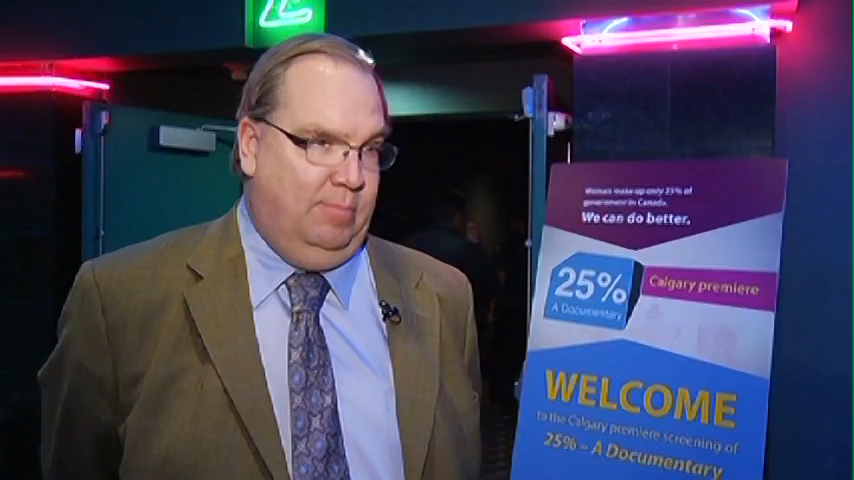 Women make up only 25% of
government in Canada.
We can do better.
25%
A Documentary
Calgary premiere
WELCOME
to the Calgary premiere screening of
25% – A Documentary